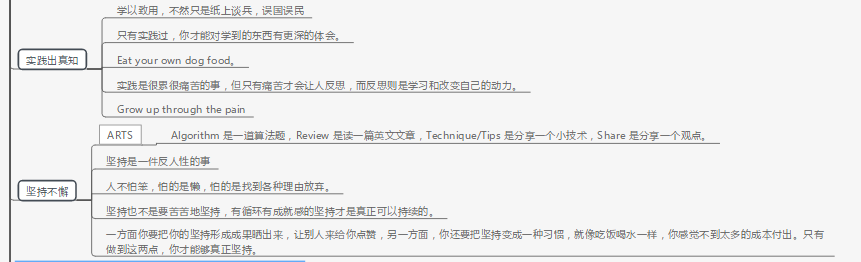 学以致用，不然只是纸上谈兵，误国误民
只有实践过，你才能对学到的东西有更深的体会。
实践出真知
Eat your own dog food。
实践是很累很痛苦的事，但只有痛苦才会让人反思，而反思则是学习和改变自己的动力。
Grow up through the pain
ARTS
Algorithm 是一道算法题，Review 是读一篇英文文章，Technique/Tips 是分享一个小技术，Share 是分享一个观点。
坚持是一件反人性的事
坚持不懈
人不怕笨，怕的是懒，怕的是找到各种理由放弃。
坚持也不是要苦苦地坚持，有循环有成就感的坚持才是真正可以持续的。
一方面你要把你的坚持形成成果晒出来，让别人来给你点赞，另一方面，你还要把坚持变成一种习惯，就像吃饭喝水一样，你感觉不到太多的成本付出。只有
做到这两点，你才能够真正坚持。